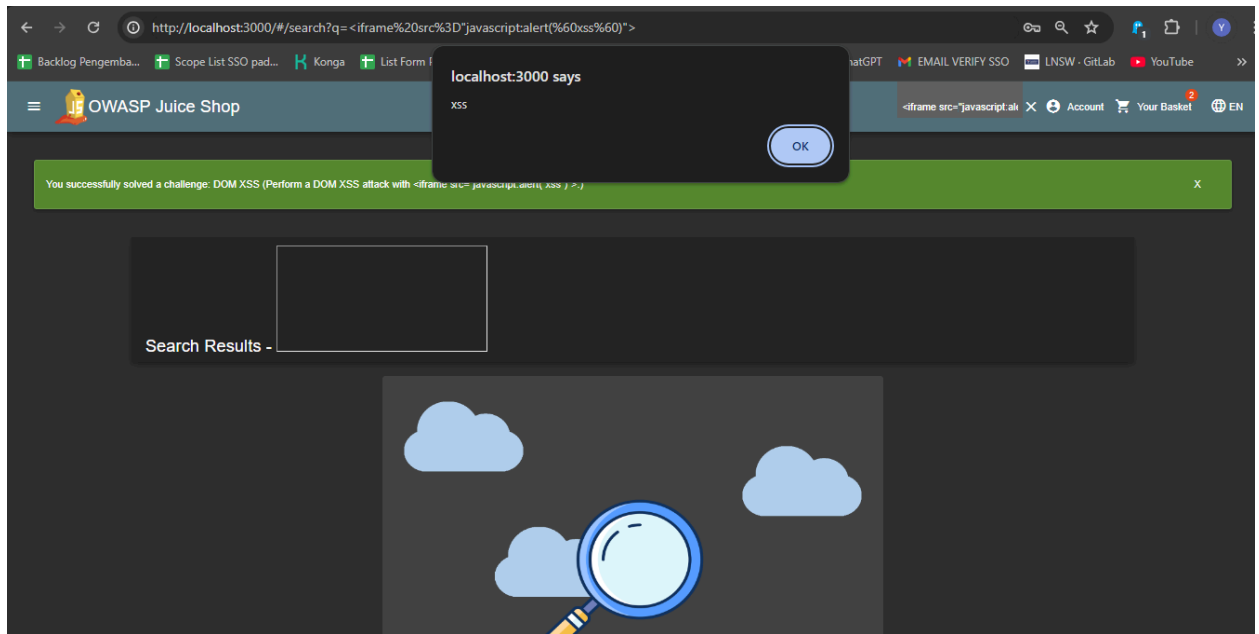 http://localhost:3000/#/search?q=<iframe%20src%3D"javascript:alert(%60xss%60)">
Y
Backlog Pengemba... Scope List SSO pad... Konga List Form atGPT EMAIL VERIFY SSO LNSW - GitLab YouTube »
localhost:3000 says
xss
OK
OWASP Juice Shop <iframe src="javascript:ale X Account Your Basket 2 EN
You successfully solved a challenge: DOM XSS (Perform a DOM XSS attack with <iframe src="javascript:alert(`xss`)">.) X
Search Results -